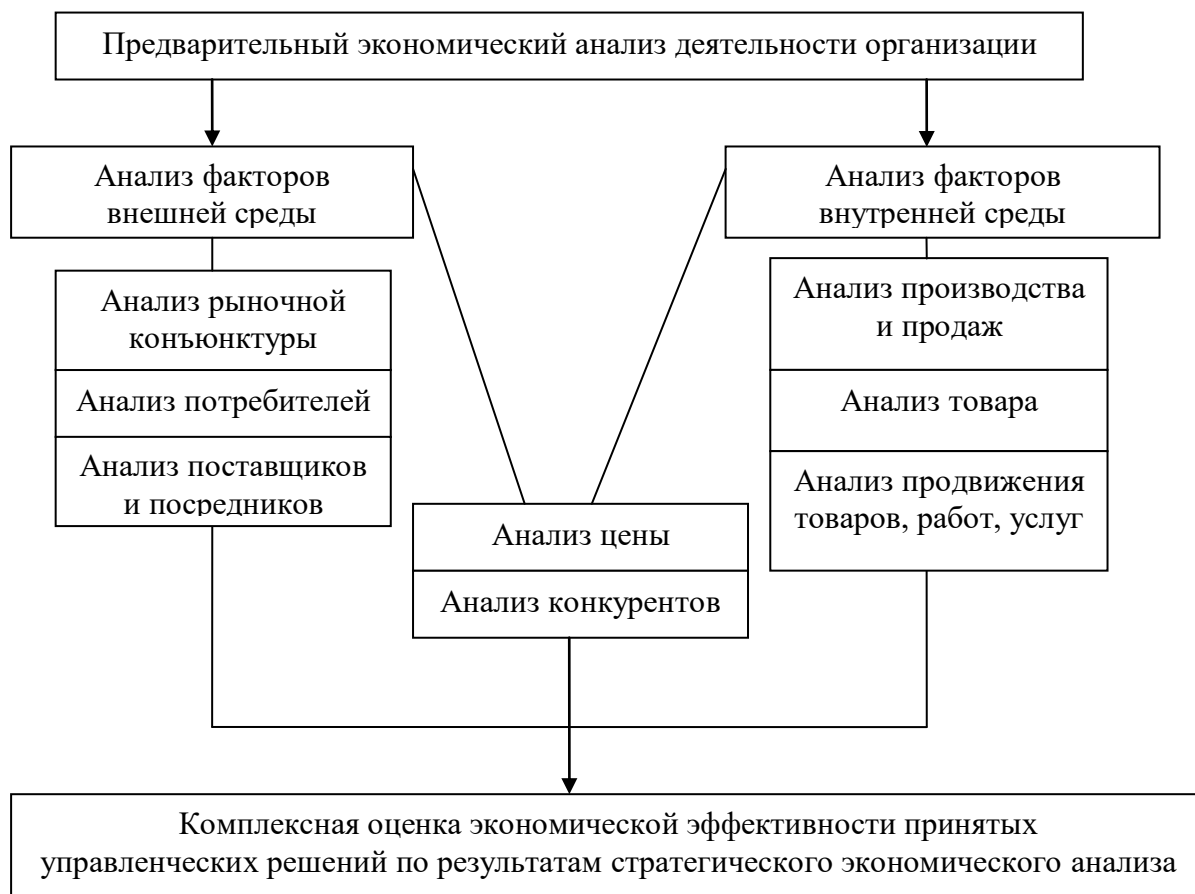 Предварительный экономический анализ деятельности организации
Анализ факторов
внешней среды
Анализ факторов
внутренней среды
Анализ рыночной
конъюнктуры
Анализ потребителей
Анализ поставщиков
и посредников
Анализ производства
и продаж
Анализ товара
Анализ продвижения
товаров, работ, услуг
Анализ цены
Анализ конкурентов
Комплексная оценка экономической эффективности принятых
управленческих решений по результатам стратегического экономического анализа